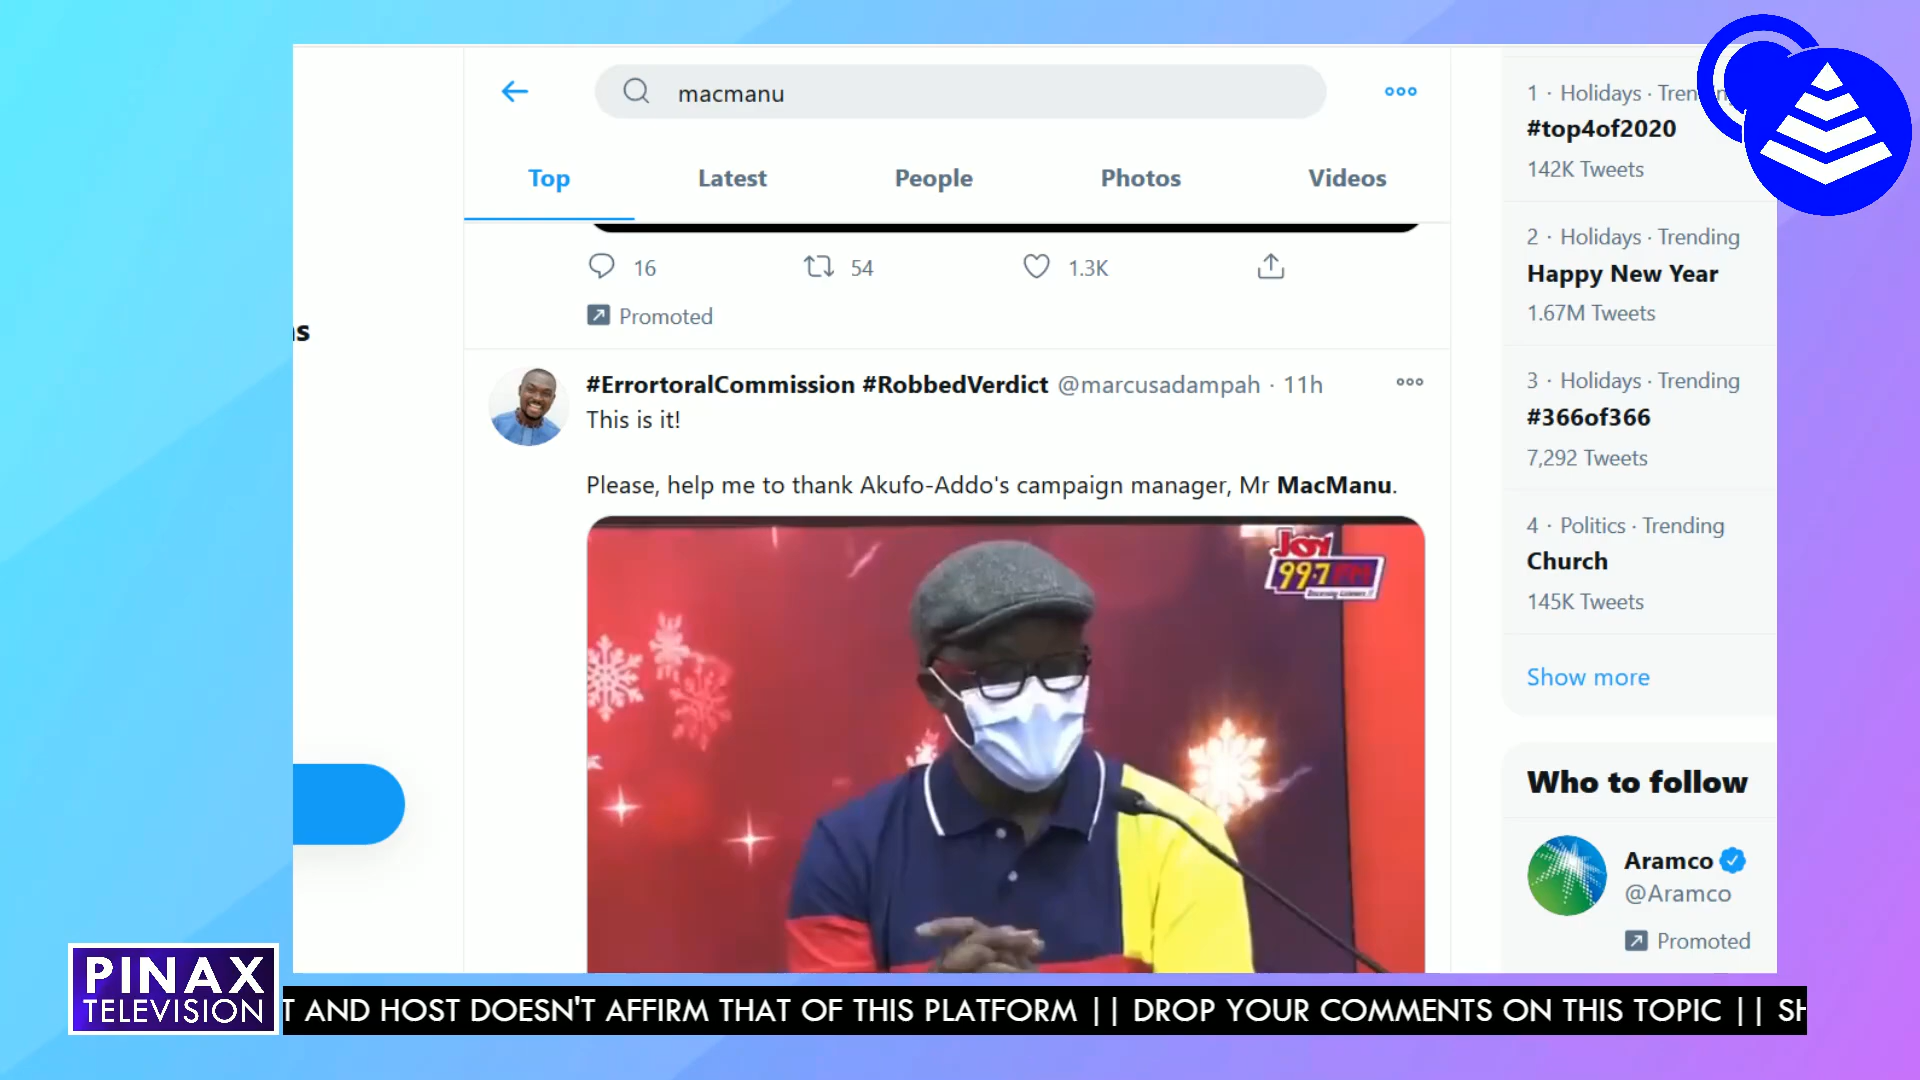 macmanu
Top
Latest
People
Photos
Videos
16
54
1.3K
Promoted
#ErrortoralCommission #RobbedVerdict @marcusadampah · 11h
This is it!
Please, help me to thank Akufo-Addo's campaign manager, Mr MacManu.
Joy
99.7 FM
1 · Holidays ·
#top4of2020
142K Tweets
2 · Holidays · Trending
Happy New Year
1.67M Tweets
3 · Holidays · Trending
#366of366
7,292 Tweets
4 · Politics · Trending
Church
145K Tweets
Show more
Who to follow
Aramco
@Aramco
Promoted
PINAX
TELEVISION
T AND HOST DOESN'T AFFIRM THAT OF THIS PLATFORM || DROP YOUR COMMENTS ON THIS TOPIC ||